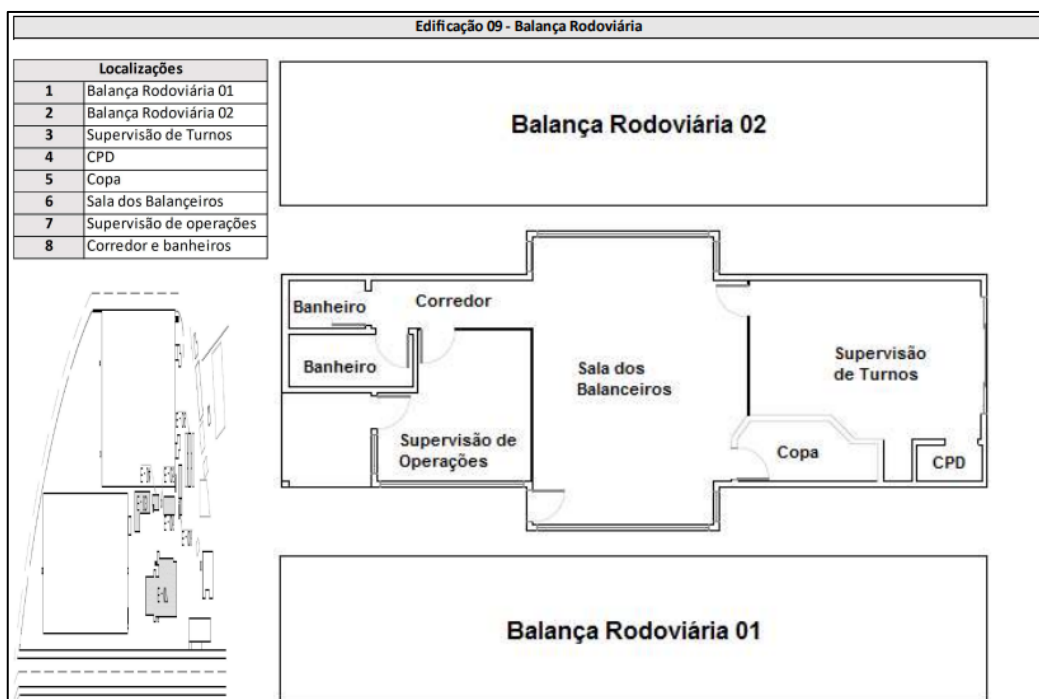 Edificação 09 - Balança Rodoviária
Localizações
1 Balança Rodoviária 01
2 Balança Rodoviária 02
3 Supervisão de Turnos
4 CPD
5 Copa
6 Sala dos Balançeiros
7 Supervisão de operações
8 Corredor e banheiros
Balança Rodoviária 02
Banheiro
Corredor
Banheiro
Sala dos
Balanceiros
Supervisão
de Turnos
Supervisão de
Operações
Copa
CPD
Balança Rodoviária 01